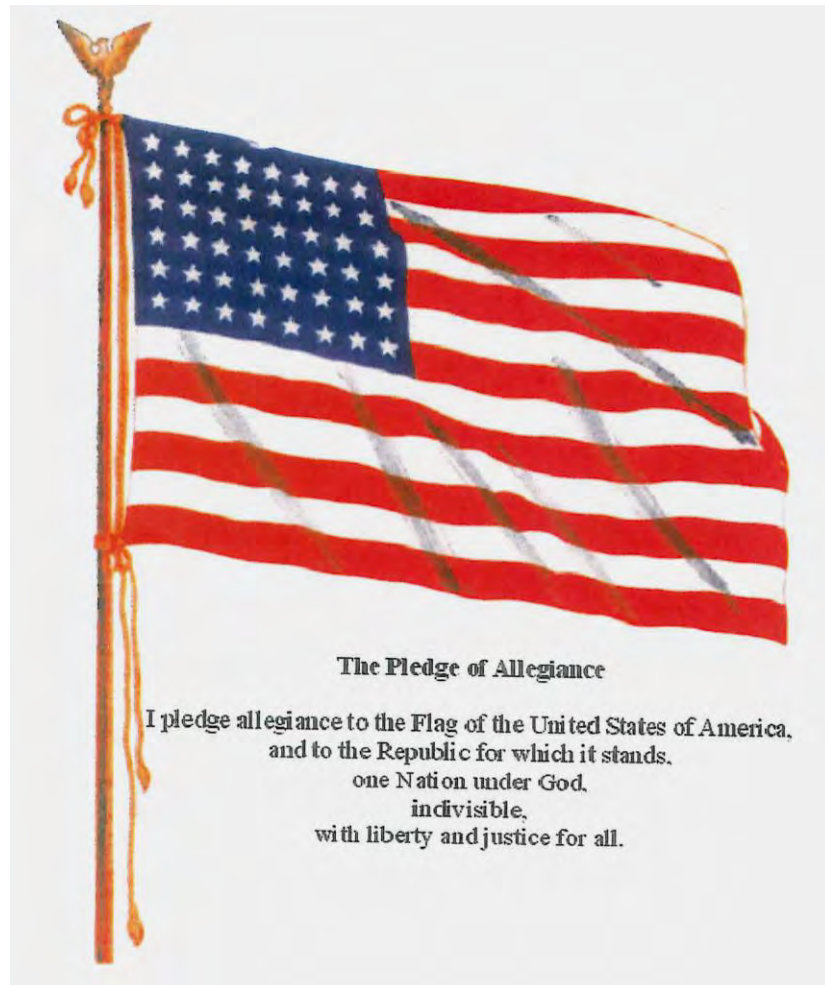 The Pledge of Allegiance
I pledge allegiance to the Flag of the United States of America,
and to the Republic for which it stands,
one Nation under God,
indivisible,
with liberty and justice for all.